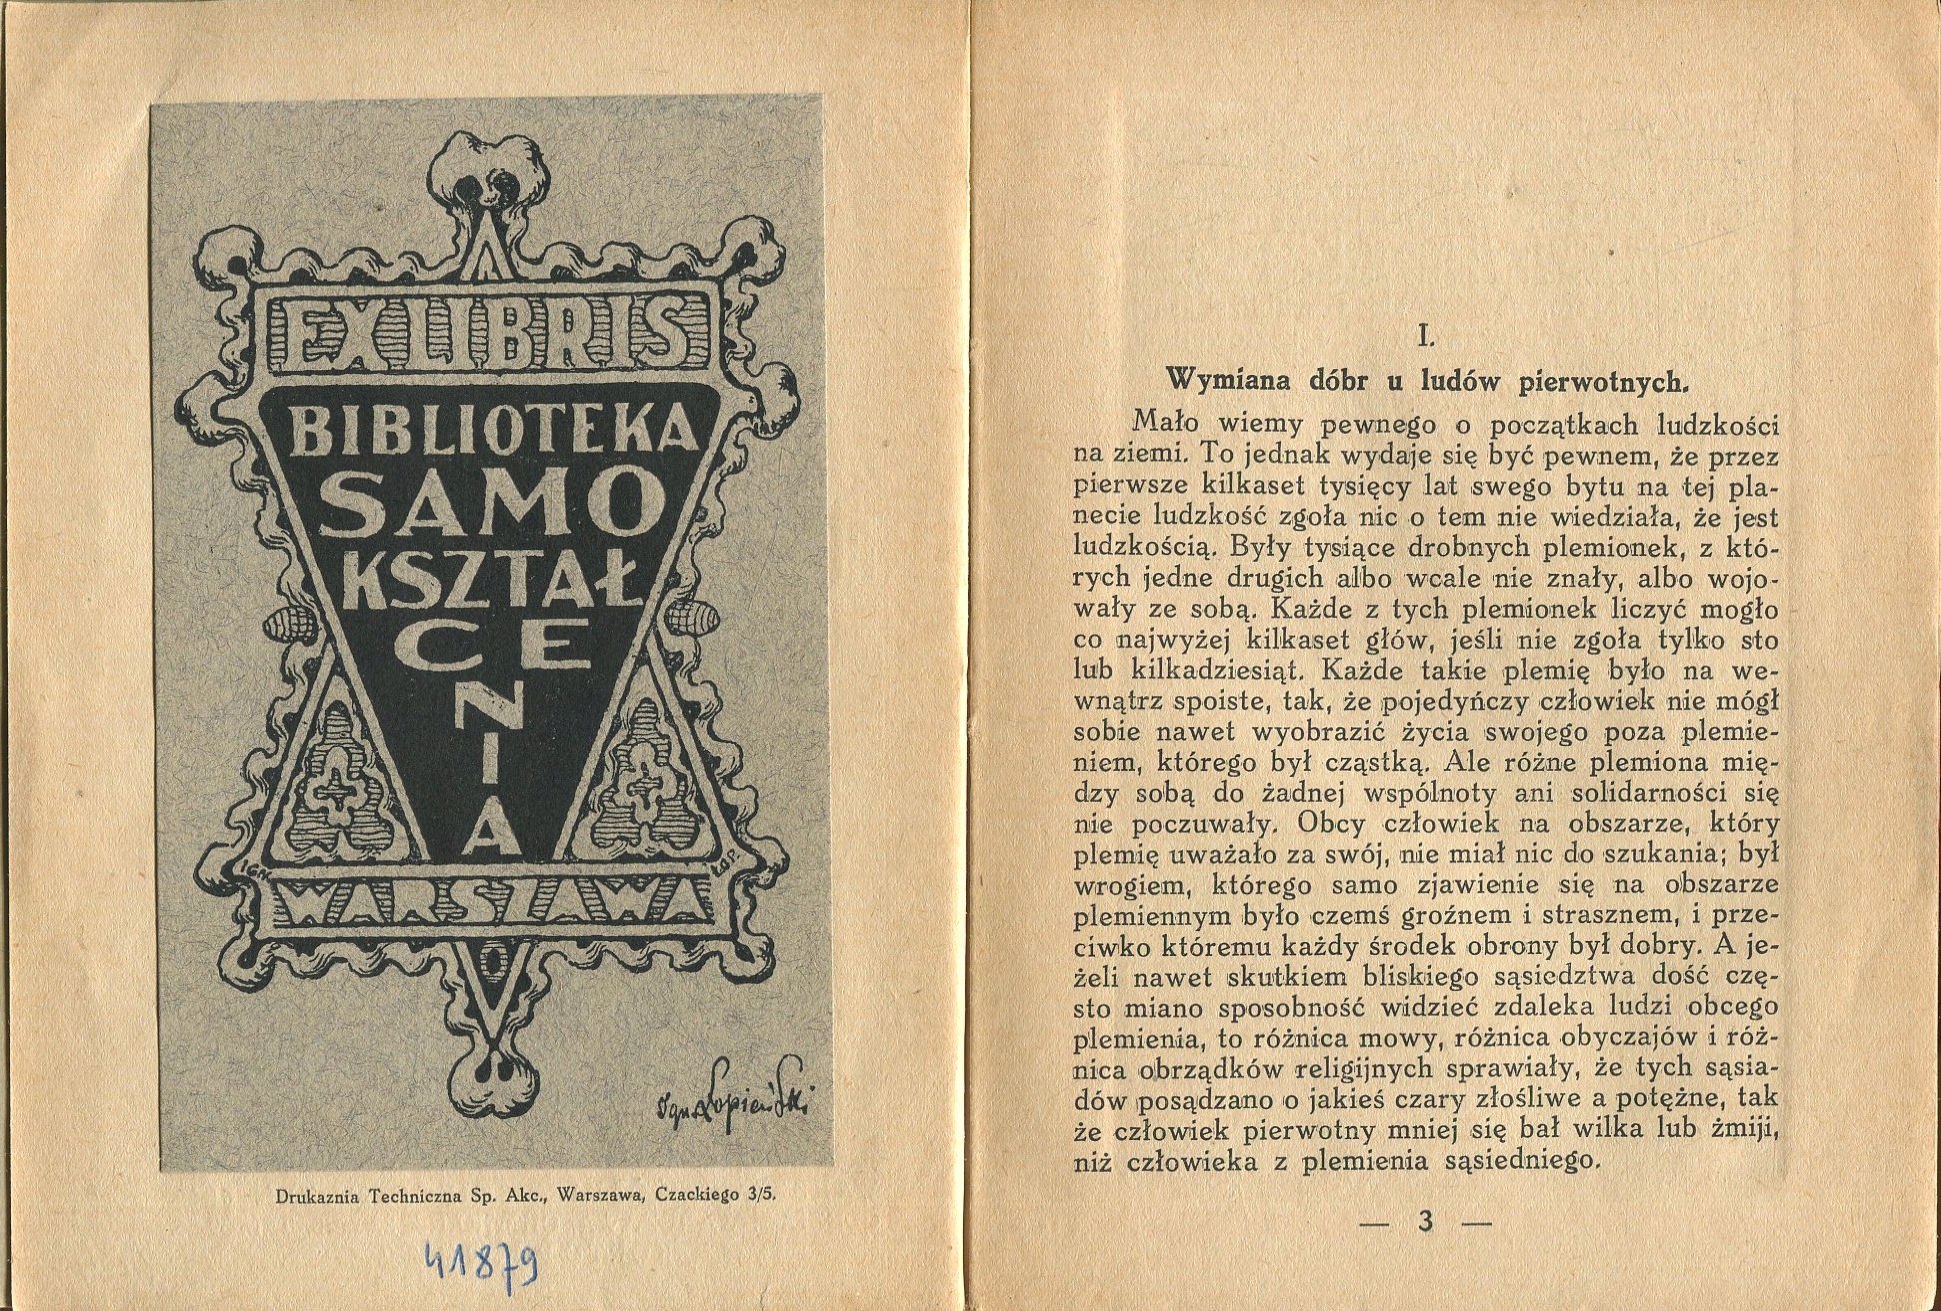 EXLIBRIS
BIBLIOTEKA
SAMO
KSZTAŁ
CE
N
I
A
IGN. ŁOP.
WARSZAWA
Ign. Łopieński
Drukaznia Techniczna Sp. Akc., Warszawa, Czackiego 3/5.
41879
I.
Wymiana dóbr u ludów pierwotnych.
Mało wiemy pewnego o początkach ludzkości
na ziemi. To jednak wydaje się być pewnem, że przez
pierwsze kilkaset tysięcy lat swego bytu na tej pla-
necie ludzkość zgoła nic o tem nie wiedziała, że jest
ludzkością. Były tysiące drobnych plemionek, z któ-
rych jedne drugich albo wcale nie znały, albo wojo-
wały ze sobą. Każde z tych plemionek liczyć mogło
co najwyżej kilkaset głów, jeśli nie zgoła tylko sto
lub kilkadziesiąt. Każde takie plemię było na we-
wnątrz spoiste, tak, że pojedyńczy człowiek nie mógł
sobie nawet wyobrazić życia swojego poza plemie-
niem, którego był cząstką. Ale różne plemiona mię-
dzy sobą do żadnej wspólnoty ani solidarności się
nie poczuwały. Obcy człowiek na obszarze, który
plemię uważało za swój, nie miał nic do szukania; był
wrogiem, którego samo zjawienie się na obszarze
plemiennym było czemś groźnem i strasznem, i prze-
ciwko któremu każdy środek obrony był dobry. A je-
żeli nawet skutkiem bliskiego sąsiedztwa dość czę-
sto miano sposobność widzieć zdaleka ludzi obcego
plemienia, to różnica mowy, różnica obyczajów i róż-
nica obrządków religijnych sprawiały, że tych sąsia-
dów posądzano o jakieś czary złośliwe a potężne, tak
że człowiek pierwotny mniej się bał wilka lub żmiji,
niż człowieka z plemienia sąsiedniego.
— 3 —